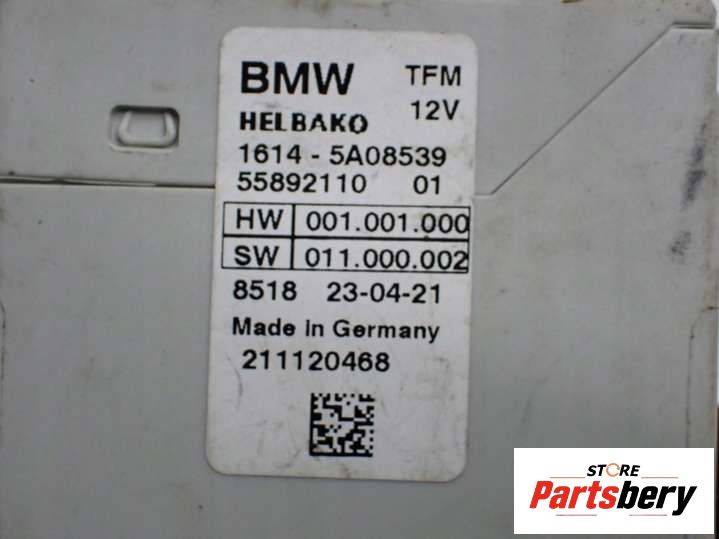 BMW TFM
12V
HELBAKO
1614 - 5A08539
55892110 01
HW 001.001.000
SW 011.000.002
8518 23-04-21
Made in Germany
211120468
STORE
Partsbery